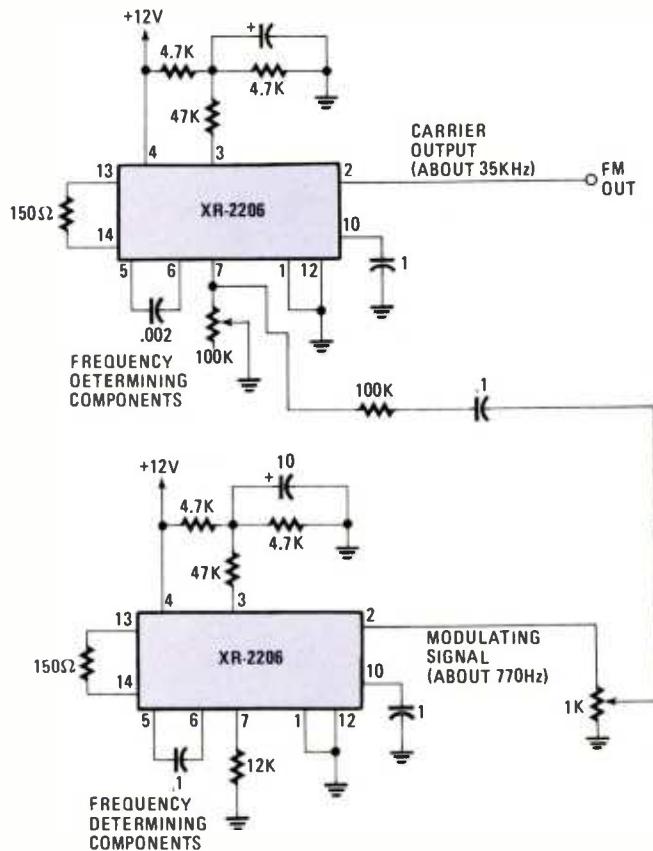 +12V
4.7K
+
4.7K
47K
4
3
CARRIER
OUTPUT
(ABOUT 35KHz)
13
2
FM
OUT
150Ω
XR-2206
10
14
5
6
7
1
12
1
.002
100K
FREQUENCY
DETERMINING
COMPONENTS
100K
.1
+12V
10
+
4.7K
4.7K
47K
4
3
13
2
MODULATING
SIGNAL
(ABOUT 770Hz)
150Ω
XR-2206
10
14
5
6
7
1
12
1
1K
.1
12K
FREQUENCY
DETERMINING
COMPONENTS